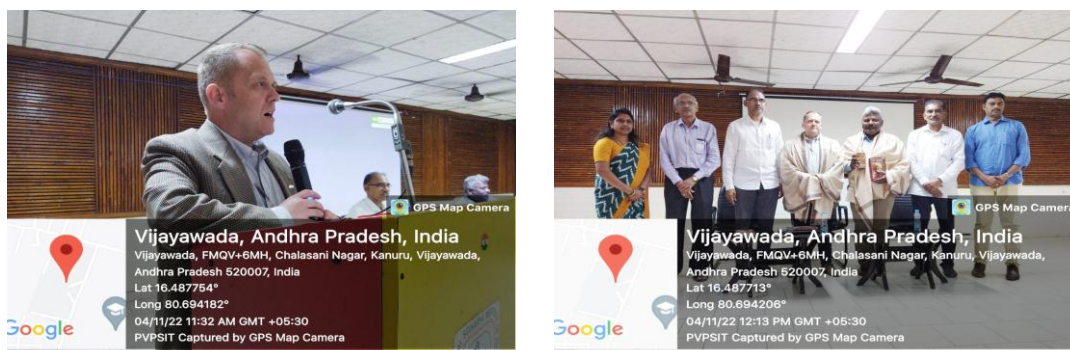 GPS Map Camera
Vijayawada, Andhra Pradesh, India
Vijayawada, FMQV+6MH, Chalasani Nagar, Kanuru, Vijayawada,
Andhra Pradesh 520007, India
Lat 16.487754°
Long 80.694182°
04/11/22 11:32 AM GMT +05:30
PVPSIT Captured by GPS Map Camera
Google
GPS Map Camera
Vijayawada, Andhra Pradesh, India
Vijayawada, FMQV+6MH, Chalasani Nagar, Kanuru, Vijayawada,
Andhra Pradesh 520007, India
Lat 16.487713°
Long 80.694206°
04/11/22 12:13 PM GMT +05:30
PVPSIT Captured by GPS Map Camera
Google